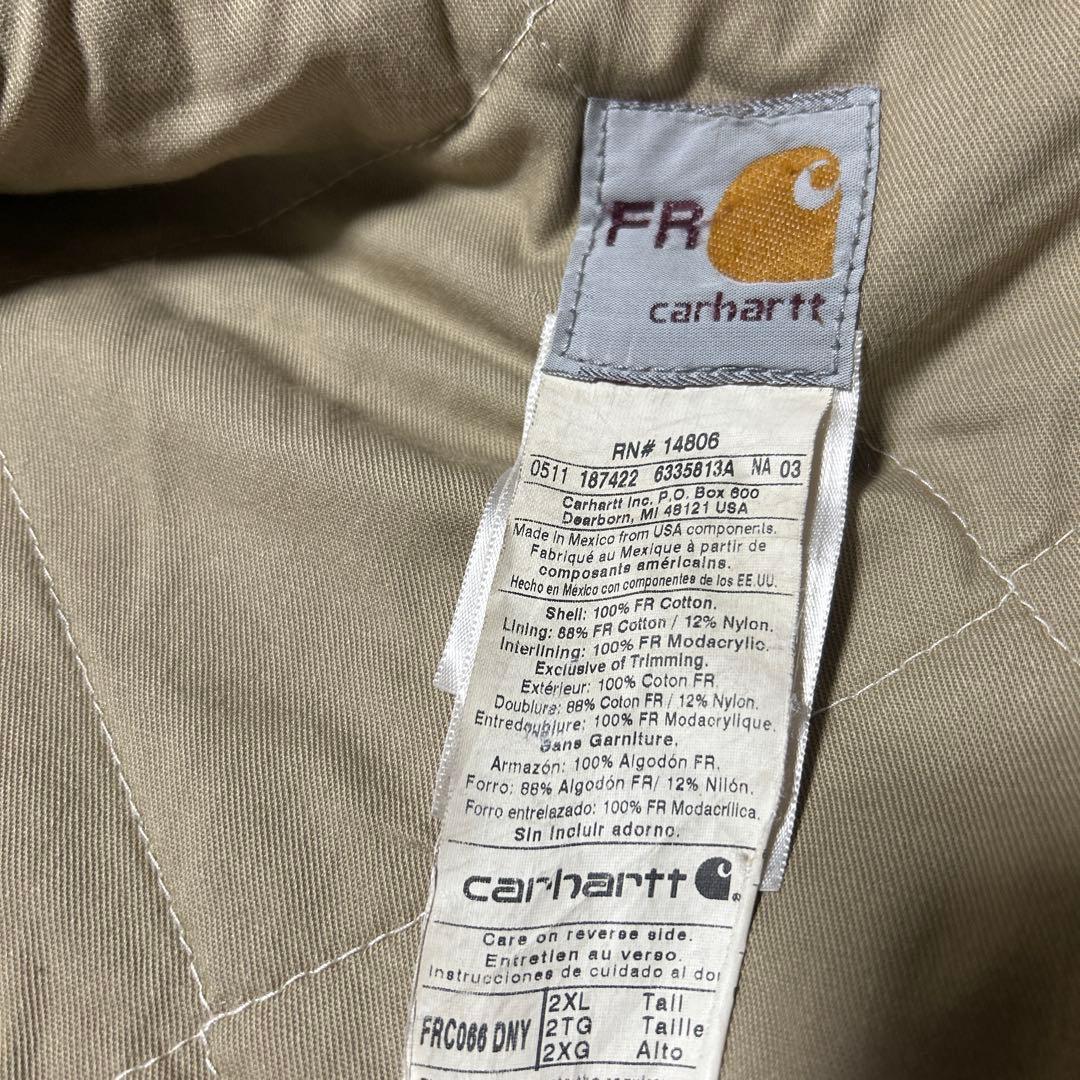 FR
carhartt
RN# 14806
0511 187422 6335813A NA 03
Carhartt Inc. P.O. Box 600
Dearborn, MI 48121 USA
Made in Mexico from USA components.
Fabriqué au Mexique à partir de
composants américains.
Hecho en México con componentes de los EE.UU.
Shell: 100% FR Cotton.
Lining: 88% FR Cotton / 12% Nylon.
Interlining: 100% FR Modacrylic.
Exclusive of Trimming.
Extérieur: 100% Coton FR.
Doublure: 88% Coton FR / 12% Nylon.
Entredoublure: 100% FR Modacrylique.
Sans Garniture.
Armazón: 100% Algodón FR.
Forro: 88% Algodón FR/ 12% Nilón.
Forro entrelazado: 100% FR Modacrílica.
Sin Incluir adorno.
carhartt
Care on reverse side.
Entretien au verso.
Instrucciones de cuidado al dor
FRC066 DNY
2XL Tall
2TG Taille
2XG Alto